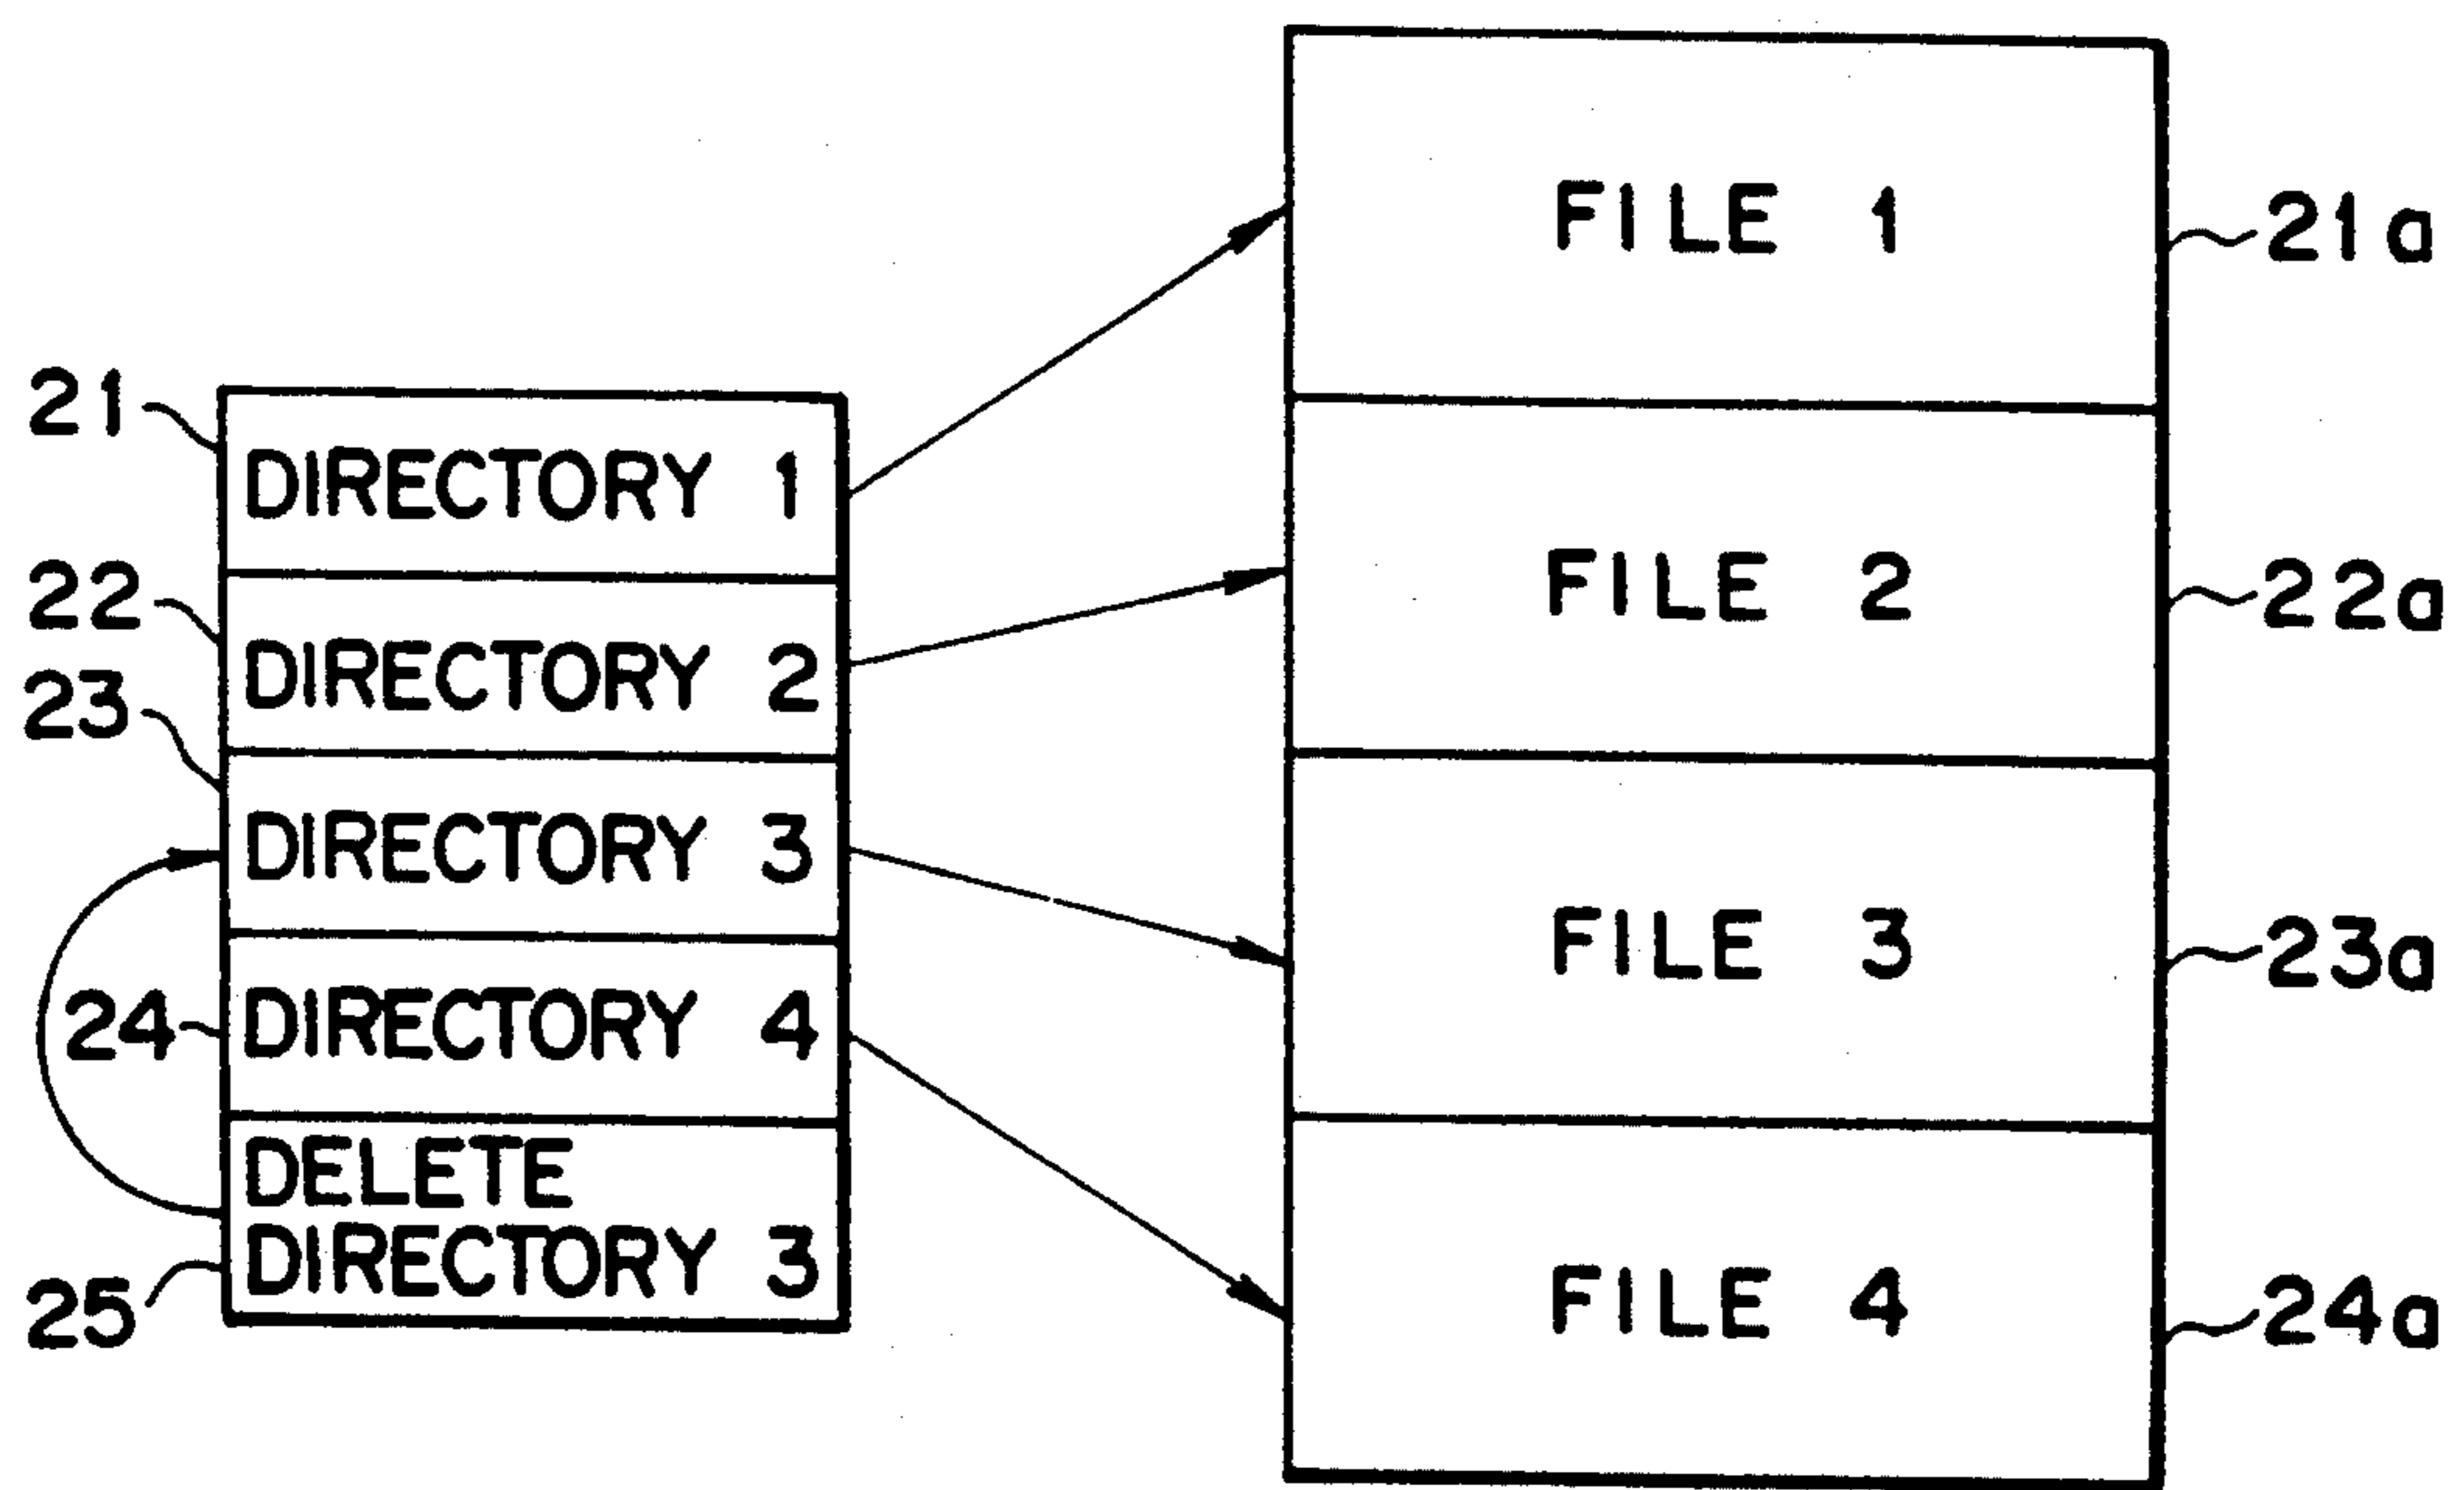 FILE 1
21a
21
DIRECTORY 1
22
DIRECTORY 2
FILE 2
22a
23
DIRECTORY 3
FILE 3
23a
24
DIRECTORY 4
DELETE
DIRECTORY 3
25
FILE 4
24a